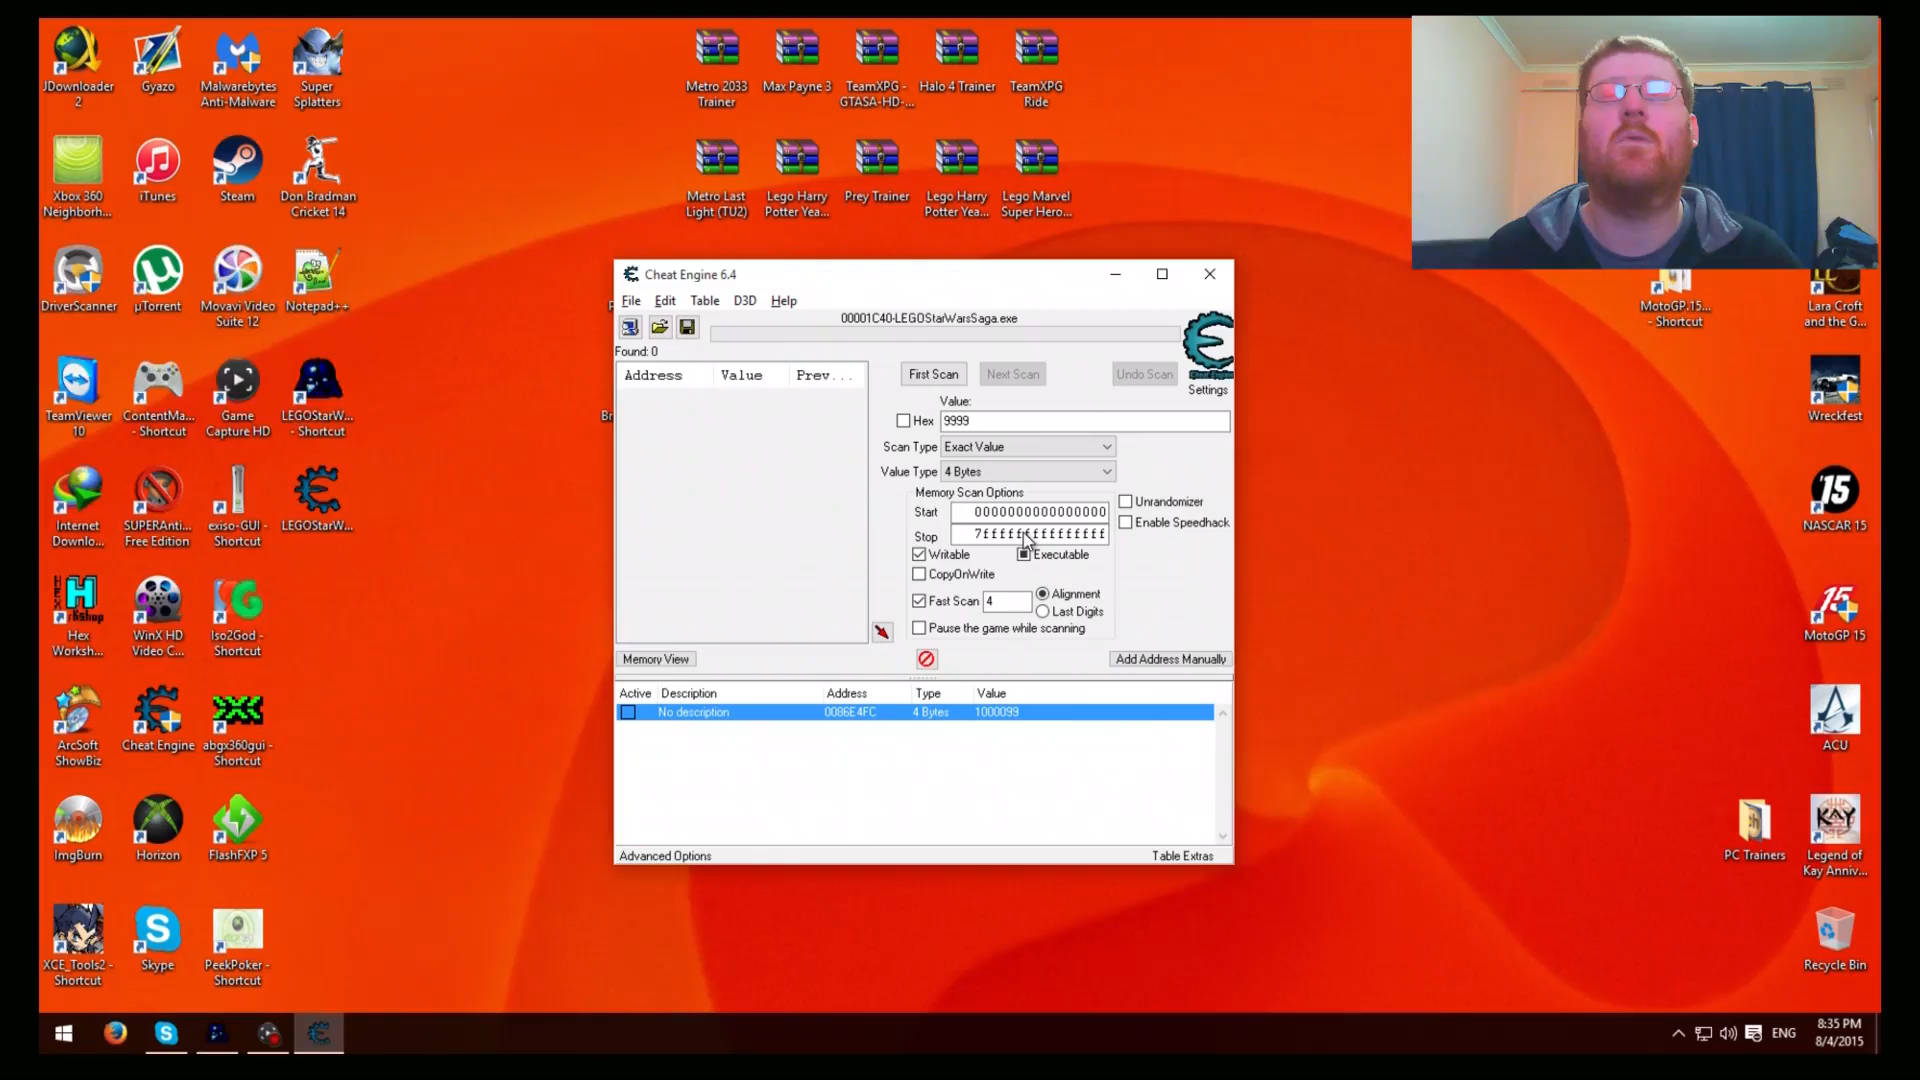 JDownloader
2
Gyazo
Malwarebytes
Anti-Malware
Super
Splatters
Metro 2033
Trainer
Max Payne 3
TeamXPG -
GTASA-HD-...
Halo 4 Trainer
TeamXPG
Ride
Xbox 360
Neighborh...
iTunes
Steam
Don Bradman
Cricket 14
Metro Last
Light (TU2)
Lego Harry
Potter Yea...
Prey Trainer
Lego Harry
Potter Yea...
Lego Marvel
Super Hero...
DriverScanner
µTorrent
Movavi Video
Suite 12
Notepad++
MotoGP.15...
- Shortcut
Lara Croft
and the G...
TeamViewer
10
ContentMa...
- Shortcut
Game
Capture HD
LEGOStarW...
- Shortcut
Wreckfest
Internet
Downlo...
SUPERAnti...
Free Edition
exiso-GUI -
Shortcut
LEGOStarW...
'15
NASCAR 15
Hex
Worksh...
WinX HD
Video C...
Iso2God -
Shortcut
15
MotoGP 15
ArcSoft
ShowBiz
Cheat Engine
abgx360gui -
Shortcut
ACU
ImgBurn
Horizon
FlashFXP 5
PC Trainers
KAY
Legend of
Kay Anniv...
XCE_Tools2 -
Shortcut
Skype
PeekPoker -
Shortcut
Recycle Bin
Cheat Engine 6.4
File Edit Table D3D Help
00001C40-LEGOStarWarsSaga.exe
Found: 0
Address Value Prev...
First Scan Next Scan Undo Scan
Settings
Value:
Hex 9999
Scan Type Exact Value
Value Type 4 Bytes
Memory Scan Options
Start 0000000000000000
Stop 7fffffffffffffff
Unrandomizer
Enable Speedhack
Writable Executable
CopyOnWrite
Fast Scan 4 Alignment
Last Digits
Pause the game while scanning
Memory View Add Address Manually
Active Description Address Type Value
No description 0086E4FC 4 Bytes 1000099
Advanced Options Table Extras
ENG
8:35 PM
8/4/2015